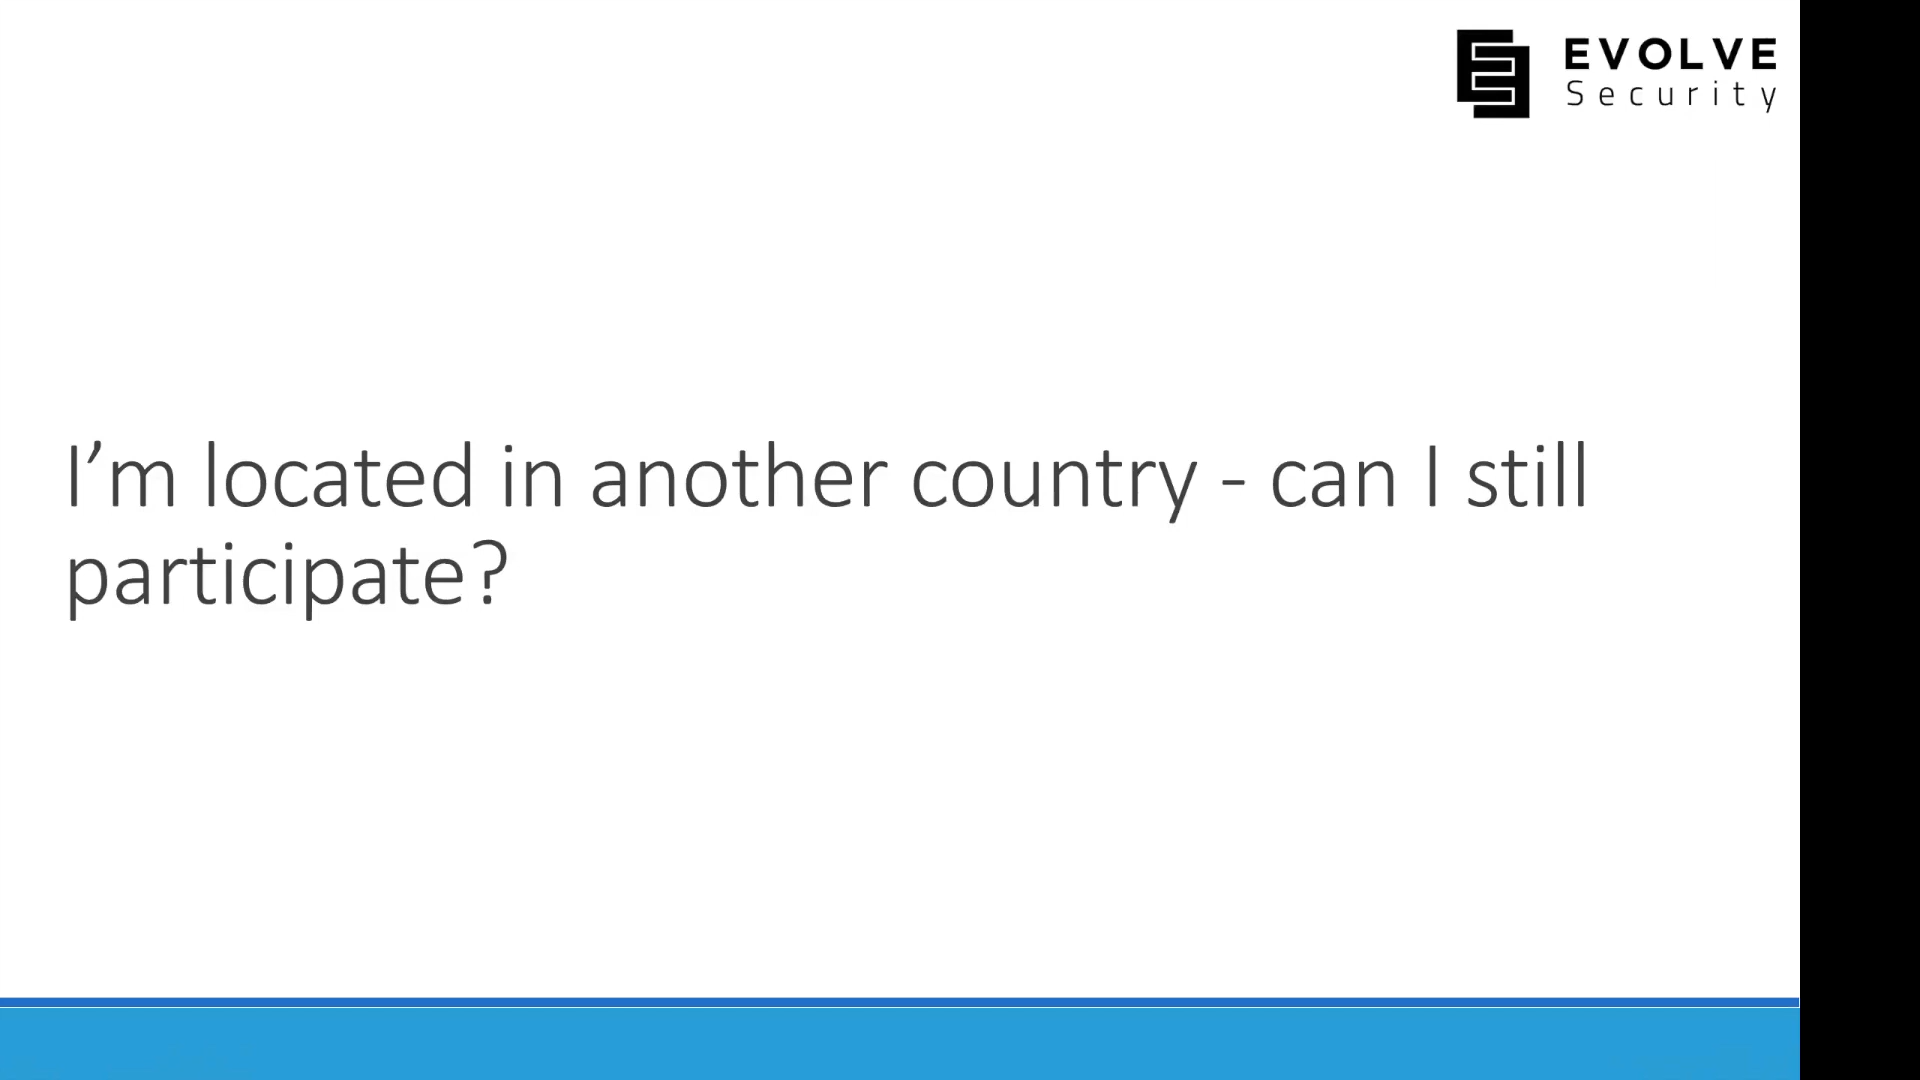 EVOLVE
Security
I’m located in another country - can I still
participate?